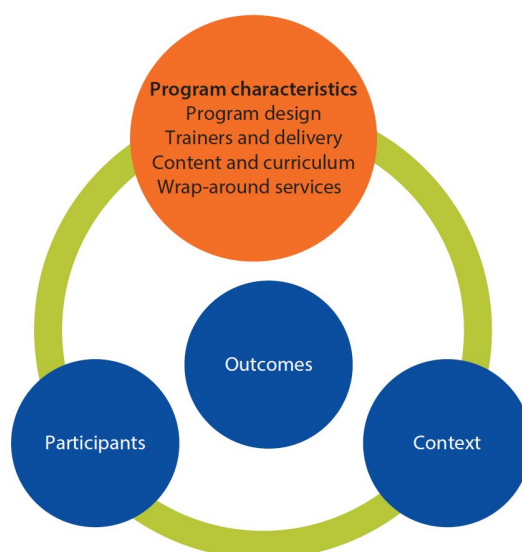 Program characteristics
Program design
Trainers and delivery
Content and curriculum
Wrap-around services
Outcomes
Participants
Context